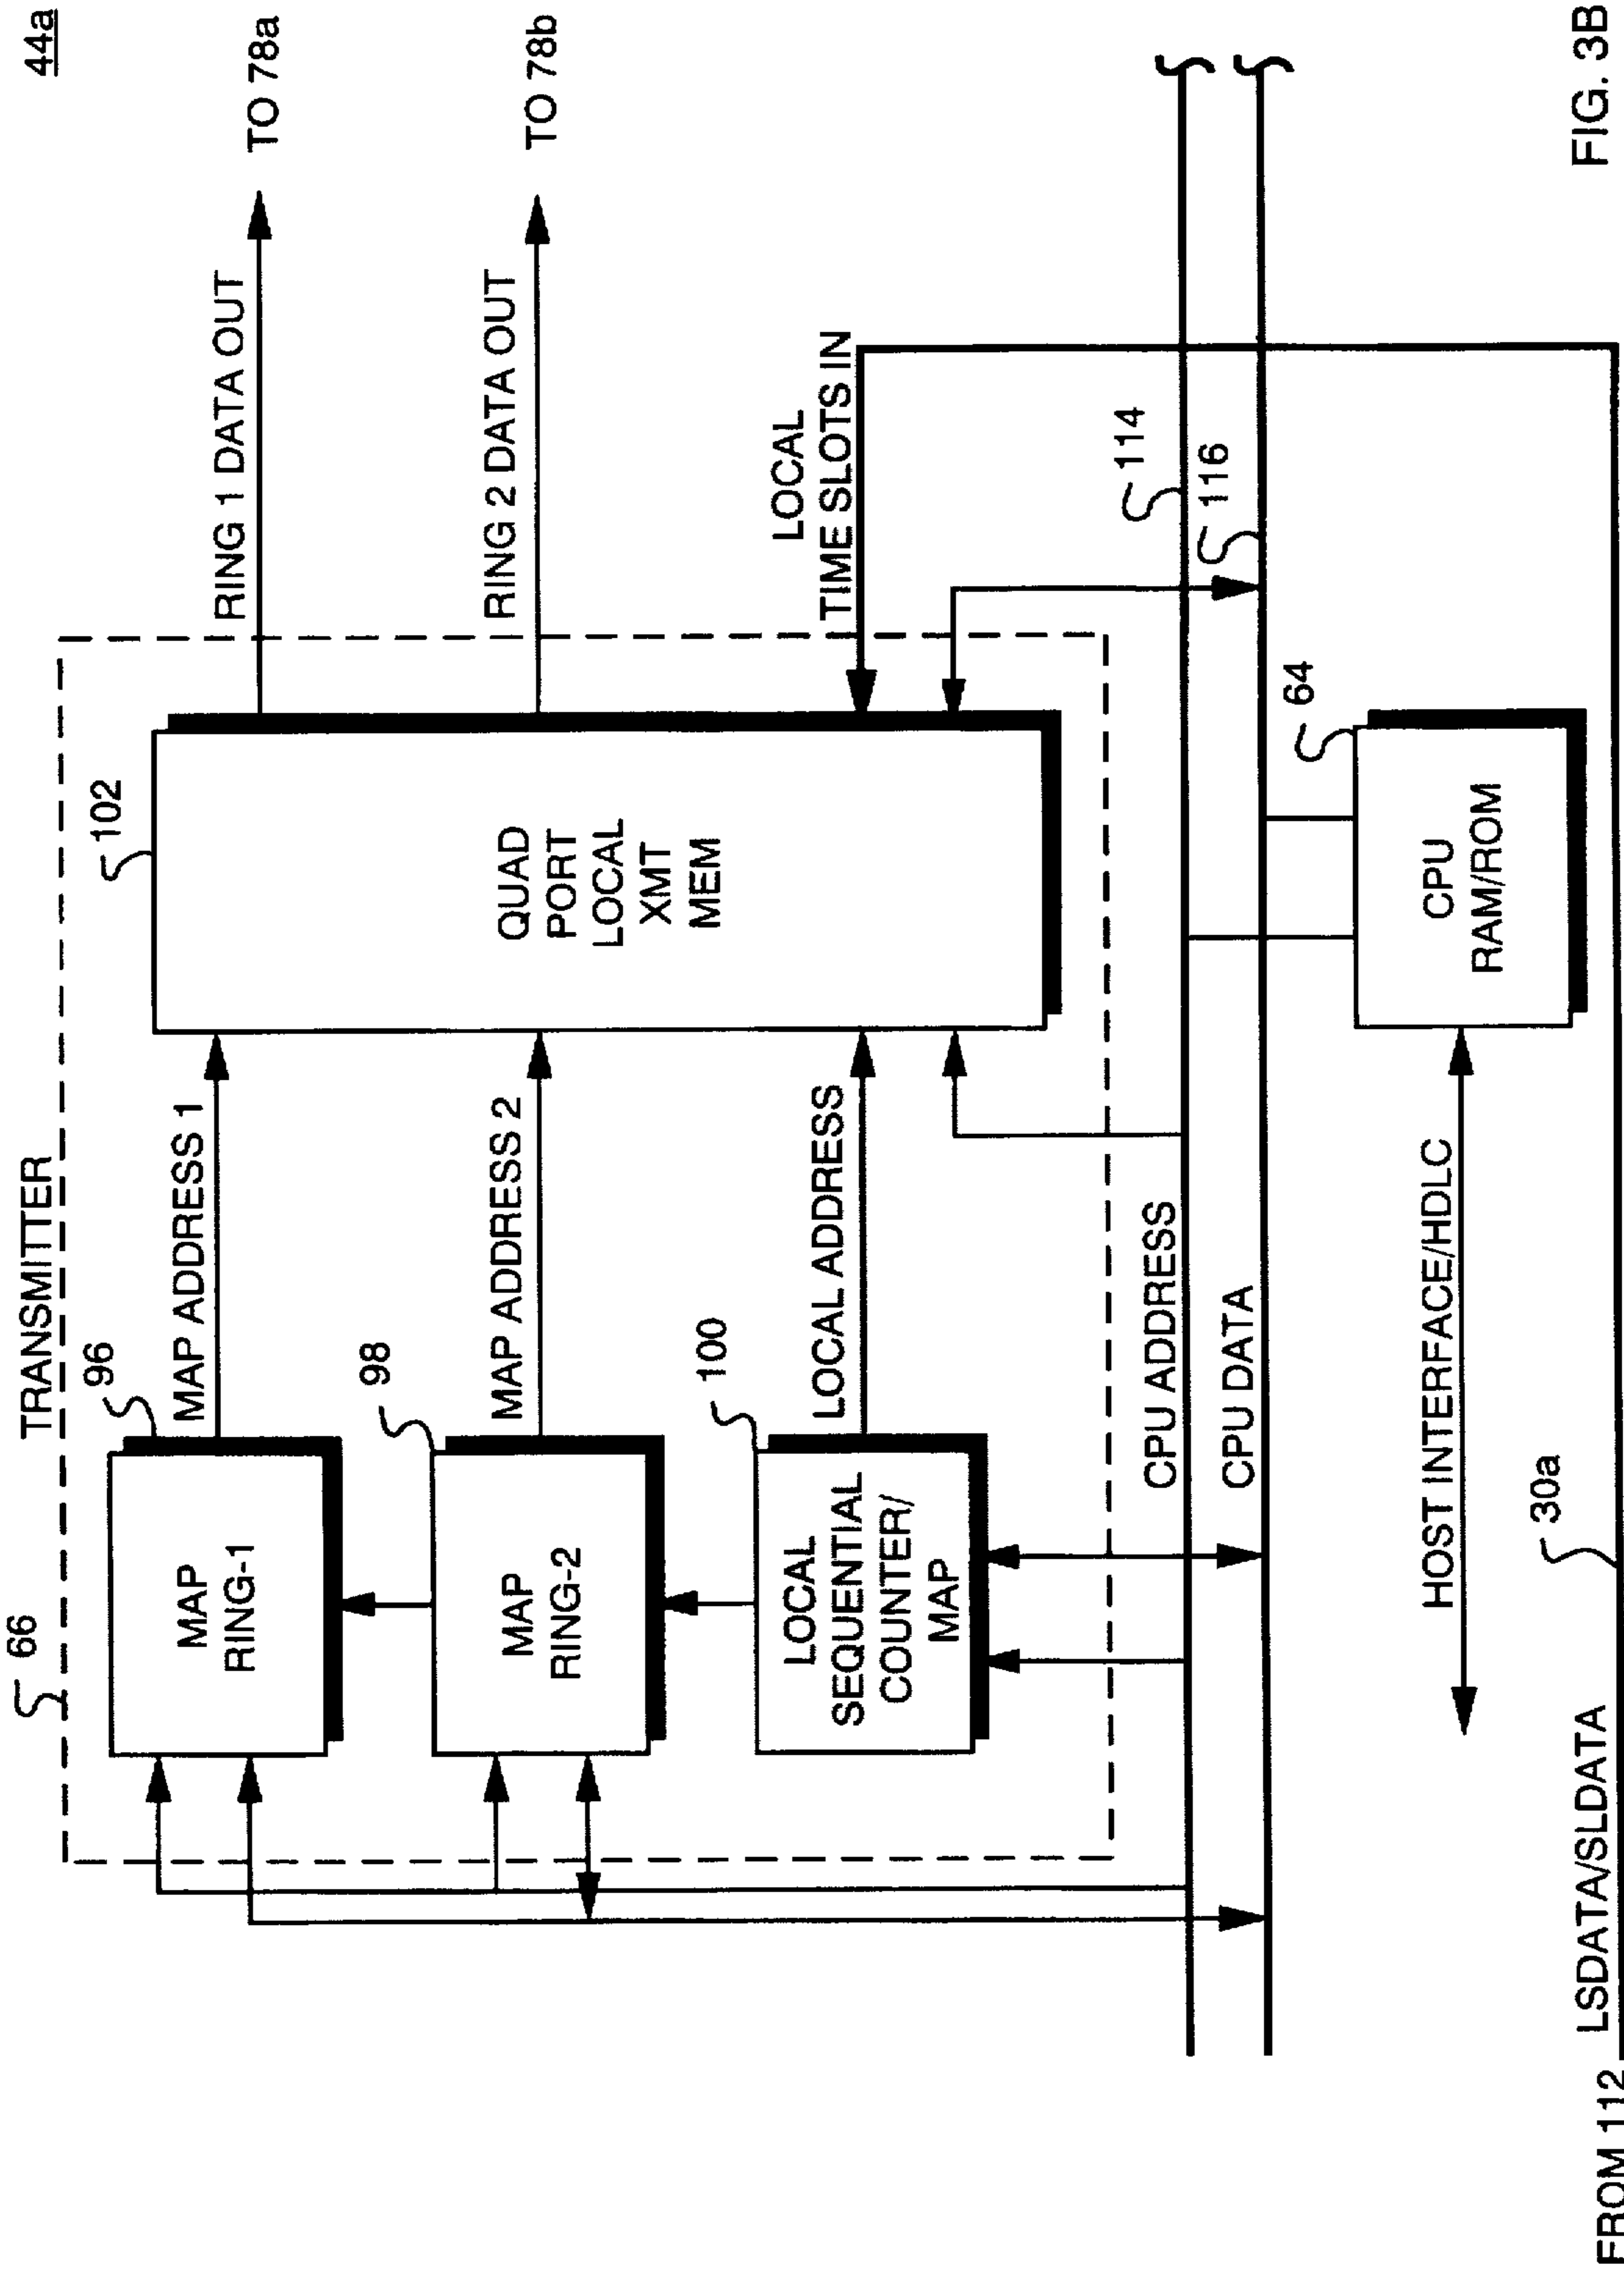 44a
66
TRANSMITTER
96
MAP
RING-1
MAP ADDRESS 1
RING 1 DATA OUT
TO 78a
98
MAP
RING-2
MAP ADDRESS 2
102
QUAD
PORT
LOCAL
XMT
MEM
RING 2 DATA OUT
TO 78b
100
LOCAL
SEQUENTIAL
COUNTER/
MAP
LOCAL ADDRESS
LOCAL
TIME SLOTS IN
CPU ADDRESS
114
CPU DATA
116
64
CPU
RAM/ROM
HOST INTERFACE/HDLC
30a
FROM 112
LSDATA/SLDATA
FIG. 3B